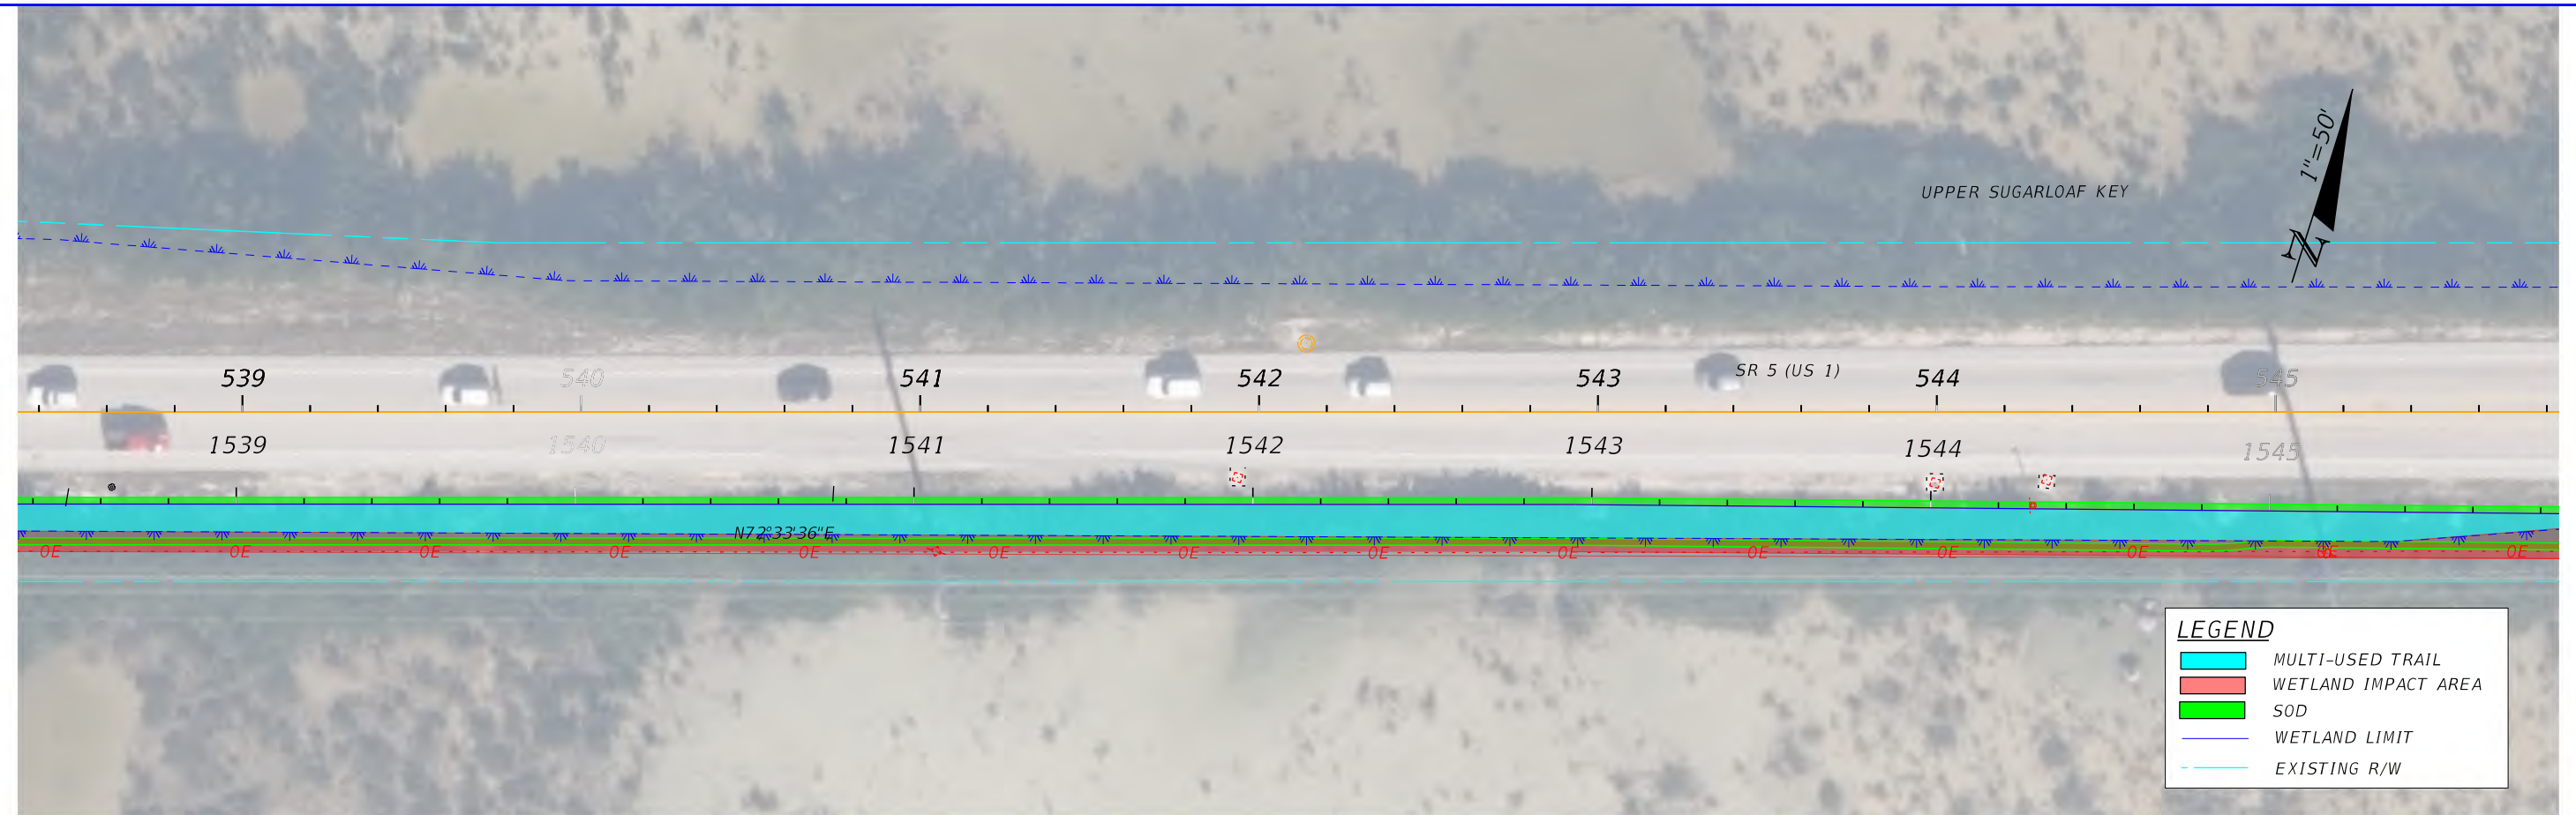 1"=50'
UPPER SUGARLOAF KEY
N
SR 5 (US 1)
539 540 541 542 543 544 545
1539 1540 1541 1542 1543 1544 1545
N72°33'36"E
OE OE OE OE OE OE OE OE OE OE OE OE OE OE
LEGEND
MULTI-USED TRAIL
WETLAND IMPACT AREA
SOD
WETLAND LIMIT
EXISTING R/W